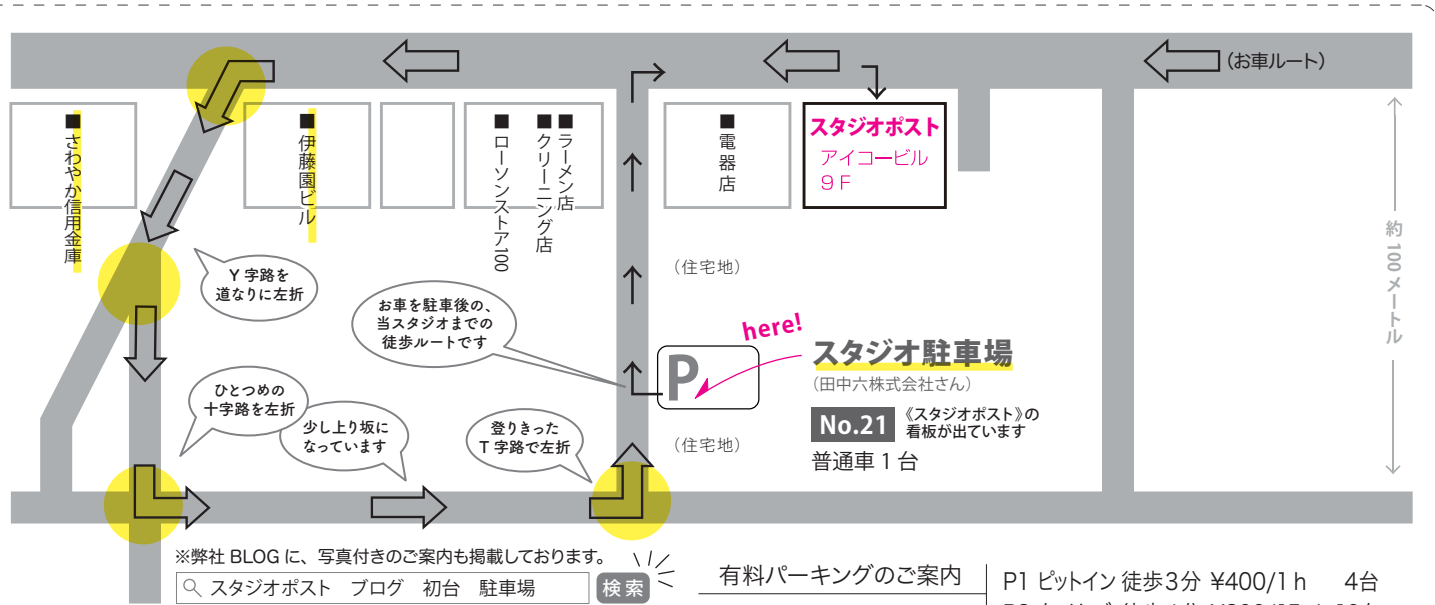 (お車ルート)
■さわやか信用金庫
■伊藤園ビル
■ローソンストア100
■クリーニング店
■ラーメン店
■電器店
スタジオポスト
アイコービル
9F
約100メートル
Y字路を
道なりに左折
お車を駐車後の、
当スタジオまでの
徒歩ルートです
(住宅地)
here!
P
スタジオ駐車場
(田中六株式会社さん)
No.21
《スタジオポスト》の
看板が出ています
普通車1台
ひとつめの
十字路を左折
少し上り坂に
なっています
登りきった
T字路で左折
(住宅地)
※弊社BLOGに、写真付きのご案内も掲載しております。
スタジオポスト ブログ 初台 駐車場 検索
有料パーキングのご案内
P1 ピットイン 徒歩3分 ¥400/1h 4台